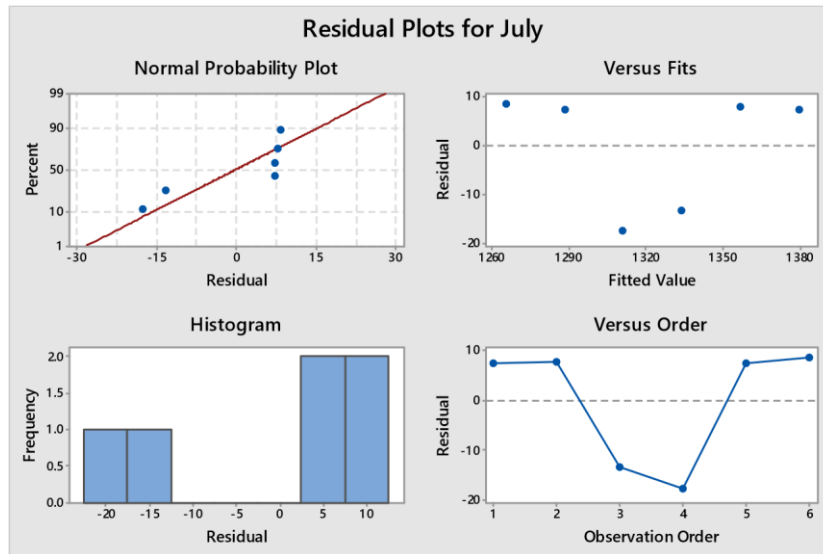 Residual Plots for July
Normal Probability Plot
99
90
50
10
1
Percent
-30 -15 0 15 30
Residual
Versus Fits
10
0
-10
-20
Residual
1260 1290 1320 1350 1380
Fitted Value
Histogram
2.0
1.5
1.0
0.5
0.0
Frequency
-20 -15 -10 -5 0 5 10
Residual
Versus Order
10
0
-10
-20
Residual
1 2 3 4 5 6
Observation Order